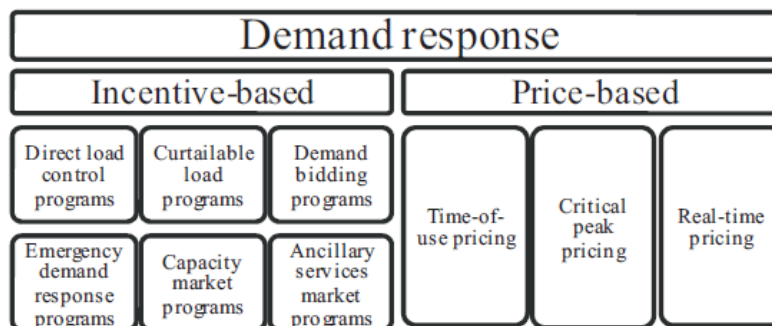 Demand response
Incentive-based
Price-based
Direct load
control
programs
Curtailable
load
programs
Demand
bidding
programs
Emergency
demand
response
programs
Capacity
market
programs
Ancillary
services
market
programs
Time-of-
use pricing
Critical
peak
pricing
Real-time
pricing